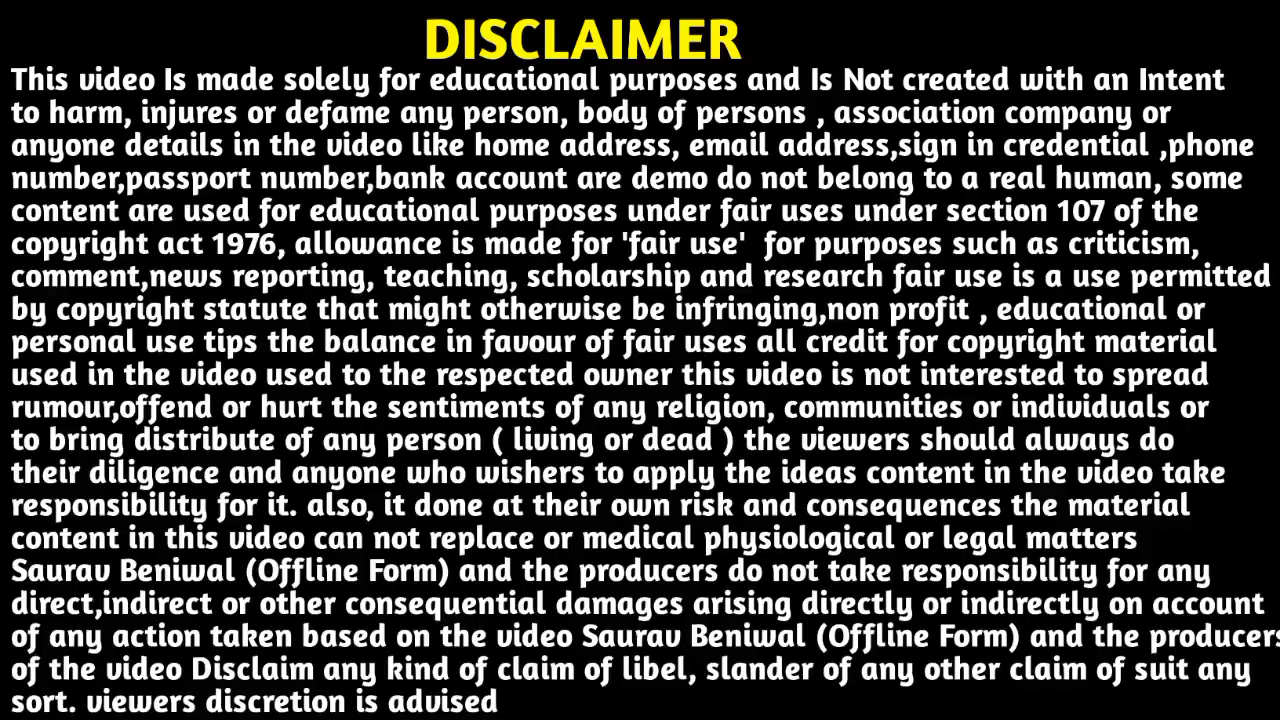 DISCLAIMER
This video Is made solely for educational purposes and Is Not created with an Intent
to harm, injures or defame any person, body of persons , association company or
anyone details in the video like home address, email address,sign in credential ,phone
number,passport number,bank account are demo do not belong to a real human, some
content are used for educational purposes under fair uses under section 107 of the
copyright act 1976, allowance is made for 'fair use'  for purposes such as criticism,
comment,news reporting, teaching, scholarship and research fair use is a use permitted
by copyright statute that might otherwise be infringing,non profit , educational or
personal use tips the balance in favour of fair uses all credit for copyright material
used in the video used to the respected owner this video is not interested to spread
rumour,offend or hurt the sentiments of any religion, communities or individuals or
to bring distribute of any person ( living or dead ) the viewers should always do
their diligence and anyone who wishers to apply the ideas content in the video take
responsibility for it. also, it done at their own risk and consequences the material
content in this video can not replace or medical physiological or legal matters
Saurav Beniwal (Offline Form) and the producers do not take responsibility for any
direct,indirect or other consequential damages arising directly or indirectly on account
of any action taken based on the video Saurav Beniwal (Offline Form) and the producers
of the video Disclaim any kind of claim of libel, slander of any other claim of suit any
sort. viewers discretion is advised